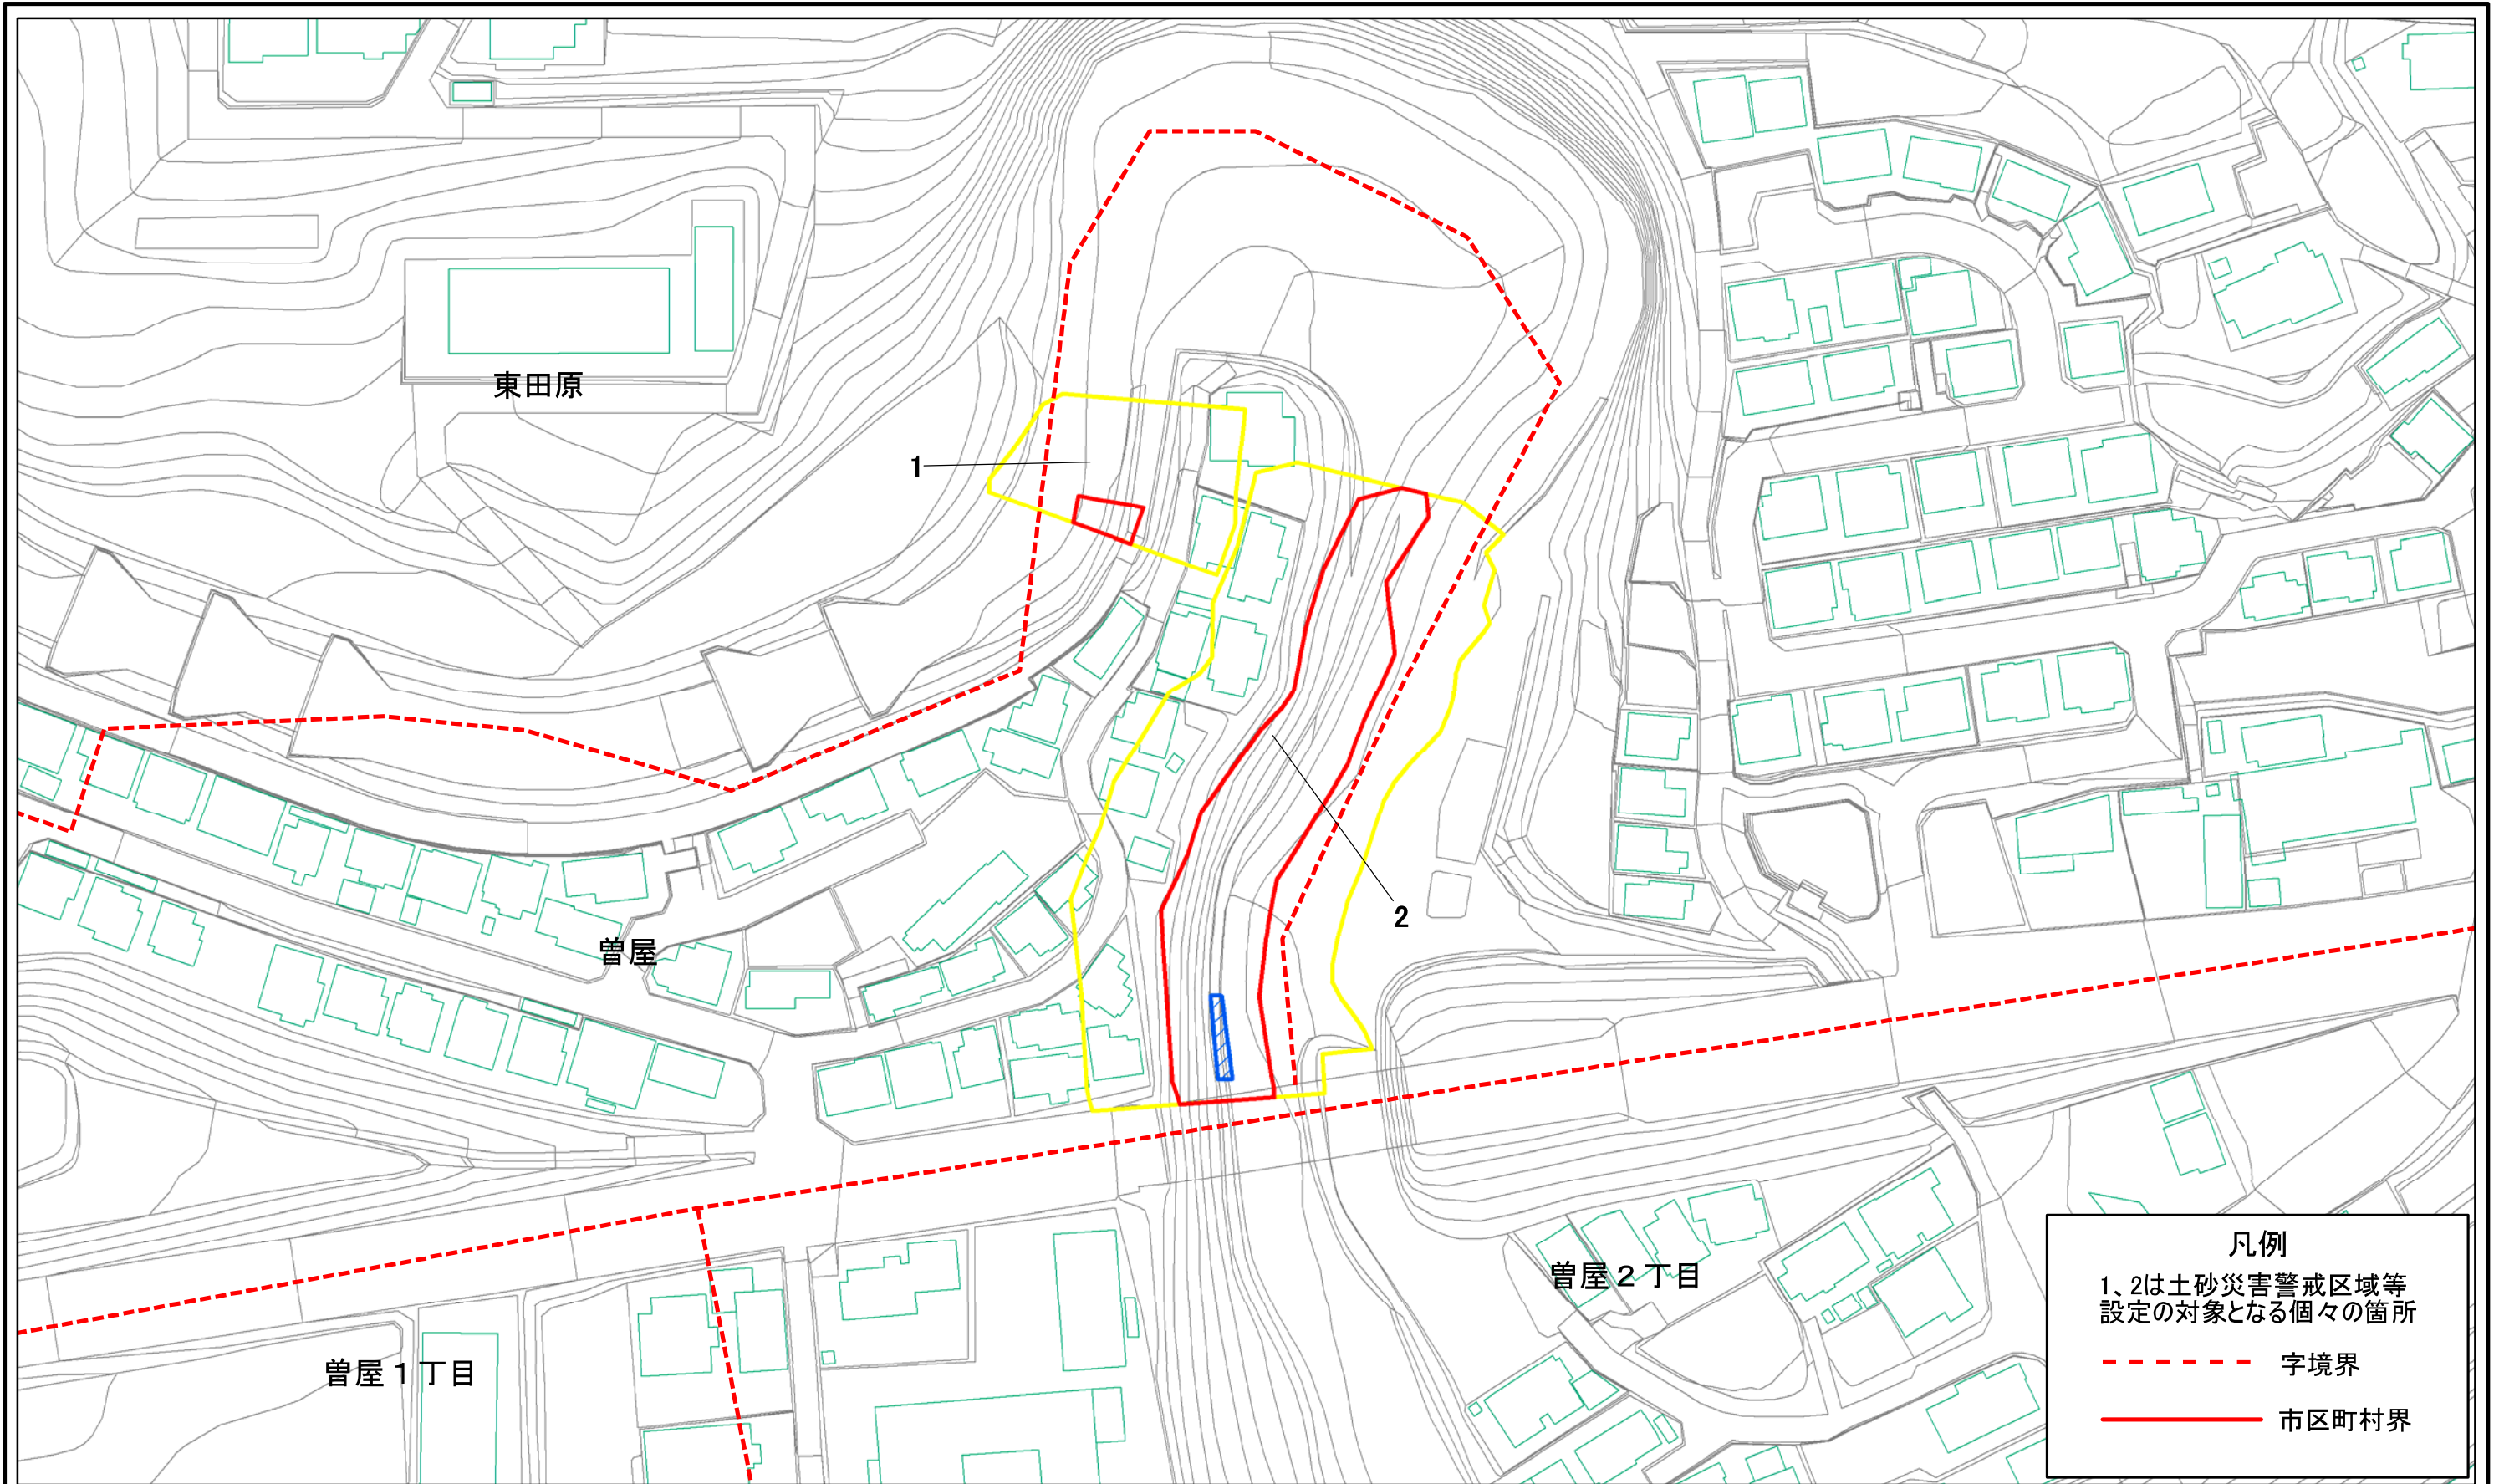 東田原
1
2
曽屋
曽屋２丁目
曽屋１丁目
凡例
1、2は土砂災害警戒区域等
設定の対象となる個々の箇所
字境界
市区町村界